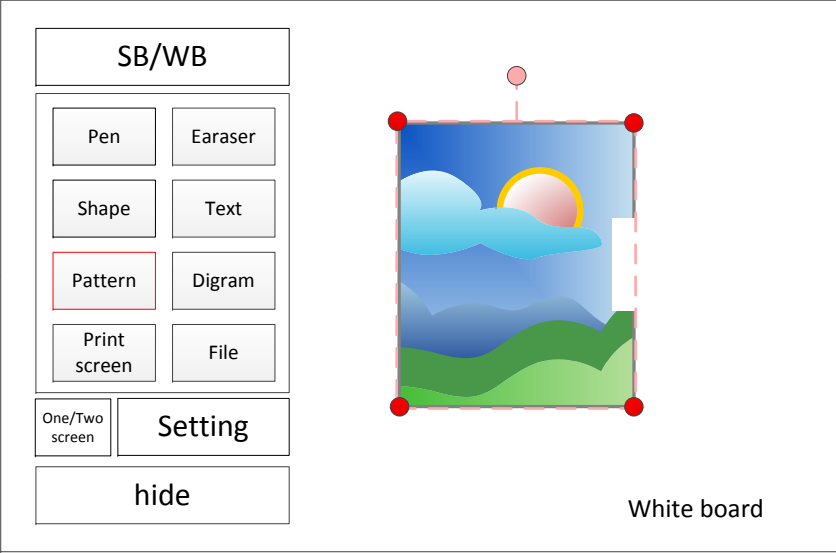 SB/WB
Pen
Earaser
Shape
Text
Pattern
Digram
Print
screen
File
One/Two
screen
Setting
hide
White board